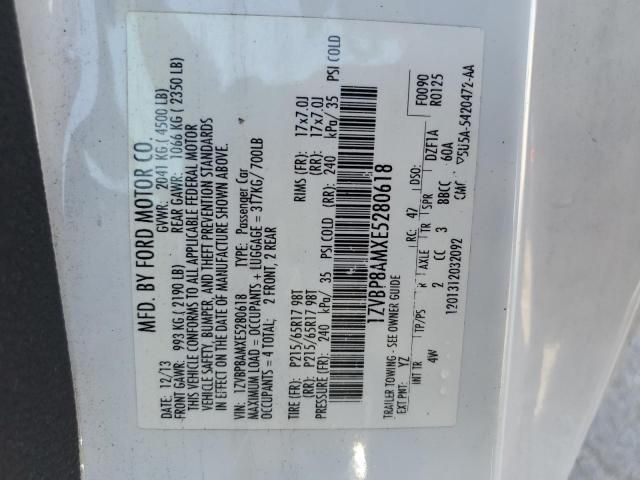 MFD. BY FORD MOTOR CO.
DATE: 12/13 GVWR: 2041 KG ( 4500 LB)
FRONT GAWR: 993 KG ( 2190 LB) REAR GAWR: 1066 KG ( 2350 LB)
THIS VEHICLE CONFORMS TO ALL APPLICABLE FEDERAL MOTOR
VEHICLE SAFETY, BUMPER, AND THEFT PREVENTION STANDARDS
IN EFFECT ON THE DATE OF MANUFACTURE SHOWN ABOVE.
VIN: 1ZVBP8AMXE5280618 TYPE: Passenger Car
MAXIMUM LOAD = OCCUPANTS + LUGGAGE = 317KG/ 700LB
OCCUPANTS = 4 TOTAL; 2 FRONT, 2 REAR
TIRE (FR): P215/65R17 98T RIMS (FR): 17x7.0J
(RR): P215/65R17 98T (RR): 17x7.0J
PRESSURE (FR): 240 kPa/ 35 PSI COLD (RR): 240 kPa/ 35 PSI COLD
1ZVBP8AMXE5280618
TRAILER TOWING - SEE OWNER GUIDE
EXT PNT: YZ RC: 47 DSO: F0090
R0125
INT TR TP/PS R AXLE TR SPR DZF1A
4W 2 CC 3 BBCC 60A
1201312032092 CMC ▽5U5A-5420472-AA